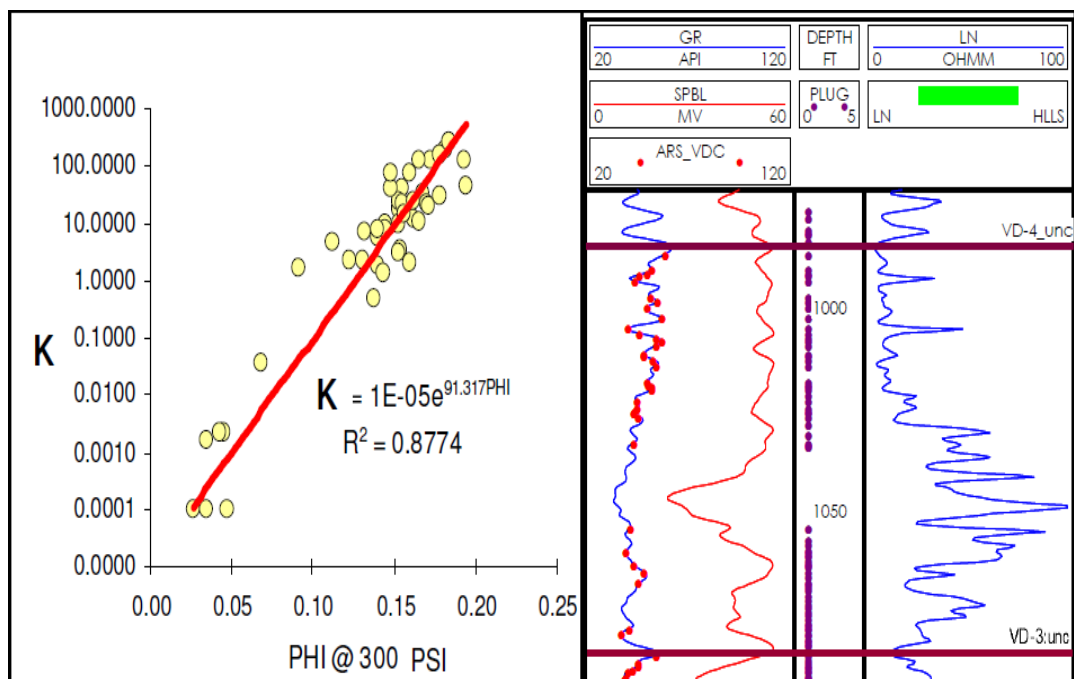 1000.0000
100.0000
10.0000
1.0000
0.1000
0.0100
0.0010
0.0001
0.0000
K
0.00 0.05 0.10 0.15 0.20 0.25
PHI @ 300 PSI
K = 1E-05e^91.317PHI
R² = 0.8774
GR
20 API 120
DEPTH
FT
LN
0 OHMM 100
SPBL
0 MV 60
PLUG
0 5
LN HLLS
ARS_VDC
20 120
VD-4_unc
1000
1050
VD-3:unc